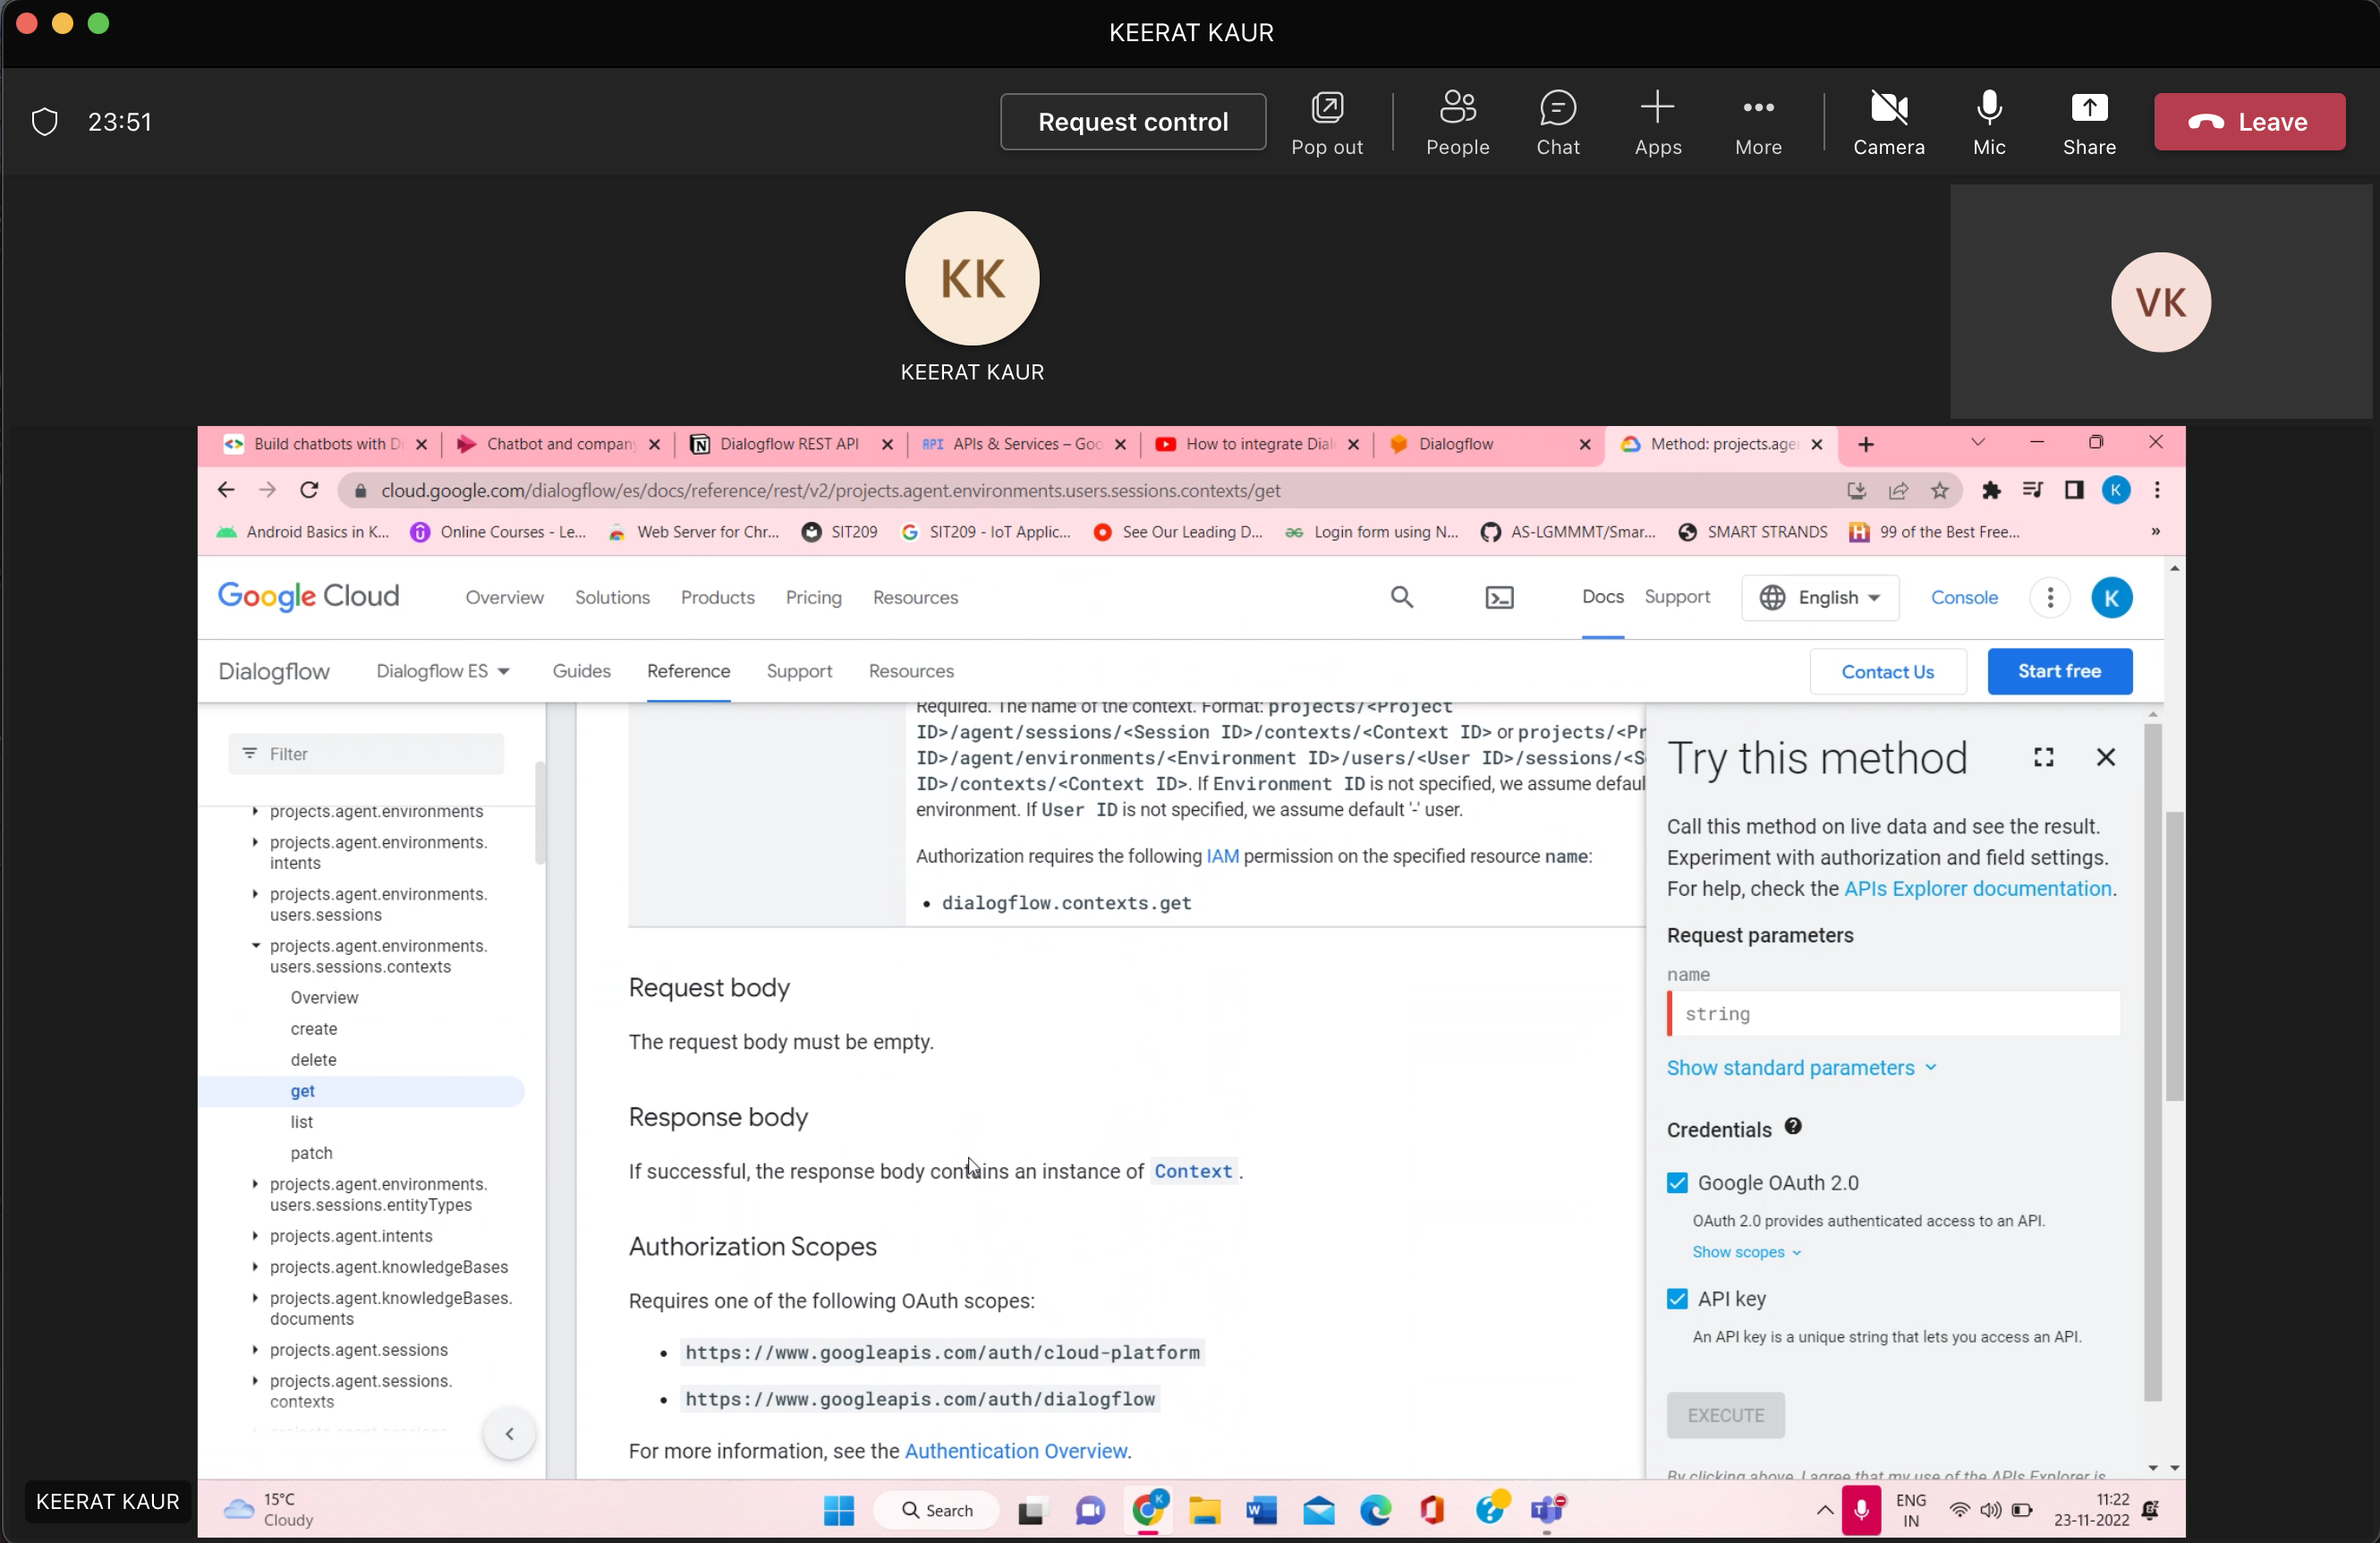 KEERAT KAUR
23:51
Request control
Pop out
People
Chat
Apps
More
Camera
Mic
Share
Leave
KK
KEERAT KAUR
VK
Build chatbots with D
Chatbot and company
Dialogflow REST API
API APIs & Services – Goo
How to integrate Dial
Dialogflow
Method: projects.age
cloud.google.com/dialogflow/es/docs/reference/rest/v2/projects.agent.environments.users.sessions.contexts/get
K
Android Basics in K...
Online Courses - Le...
Web Server for Chr...
SIT209
SIT209 - IoT Applic...
See Our Leading D...
Login form using N...
AS-LGMMMT/Smar...
SMART STRANDS
99 of the Best Free...
»
Google Cloud
Overview
Solutions
Products
Pricing
Resources
Docs
Support
English
Console
K
Dialogflow
Dialogflow ES
Guides
Reference
Support
Resources
Contact Us
Start free
Filter
projects.agent.environments
projects.agent.environments.
intents
projects.agent.environments.
users.sessions
projects.agent.environments.
users.sessions.contexts
Overview
create
delete
get
list
patch
projects.agent.environments.
users.sessions.entityTypes
projects.agent.intents
projects.agent.knowledgeBases
projects.agent.knowledgeBases.
documents
projects.agent.sessions
projects.agent.sessions.
contexts
Required. The name of the context. Format: projects/<Project
ID>/agent/sessions/<Session ID>/contexts/<Context ID> or projects/<Pr
ID>/agent/environments/<Environment ID>/users/<User ID>/sessions/<S
ID>/contexts/<Context ID>. If Environment ID is not specified, we assume defaul
environment. If User ID is not specified, we assume default '-' user.
Authorization requires the following IAM permission on the specified resource name:
• dialogflow.contexts.get
Request body
The request body must be empty.
Response body
If successful, the response body contains an instance of Context.
Authorization Scopes
Requires one of the following OAuth scopes:
• https://www.googleapis.com/auth/cloud-platform
• https://www.googleapis.com/auth/dialogflow
For more information, see the Authentication Overview.
Try this method
Call this method on live data and see the result.
Experiment with authorization and field settings.
For help, check the APIs Explorer documentation.
Request parameters
name
string
Show standard parameters
Credentials
Google OAuth 2.0
OAuth 2.0 provides authenticated access to an API.
Show scopes
API key
An API key is a unique string that lets you access an API.
EXECUTE
By clicking above, I agree that my use of the APIs Explorer is
KEERAT KAUR
15°C
Cloudy
Search
ENG
IN
11:22
23-11-2022